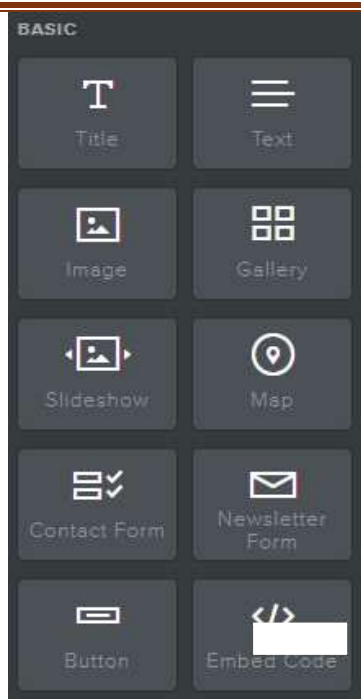 BASIC
Title
Text
Image
Gallery
Slideshow
Map
Contact Form
Newsletter
Form
Button
Embed Code